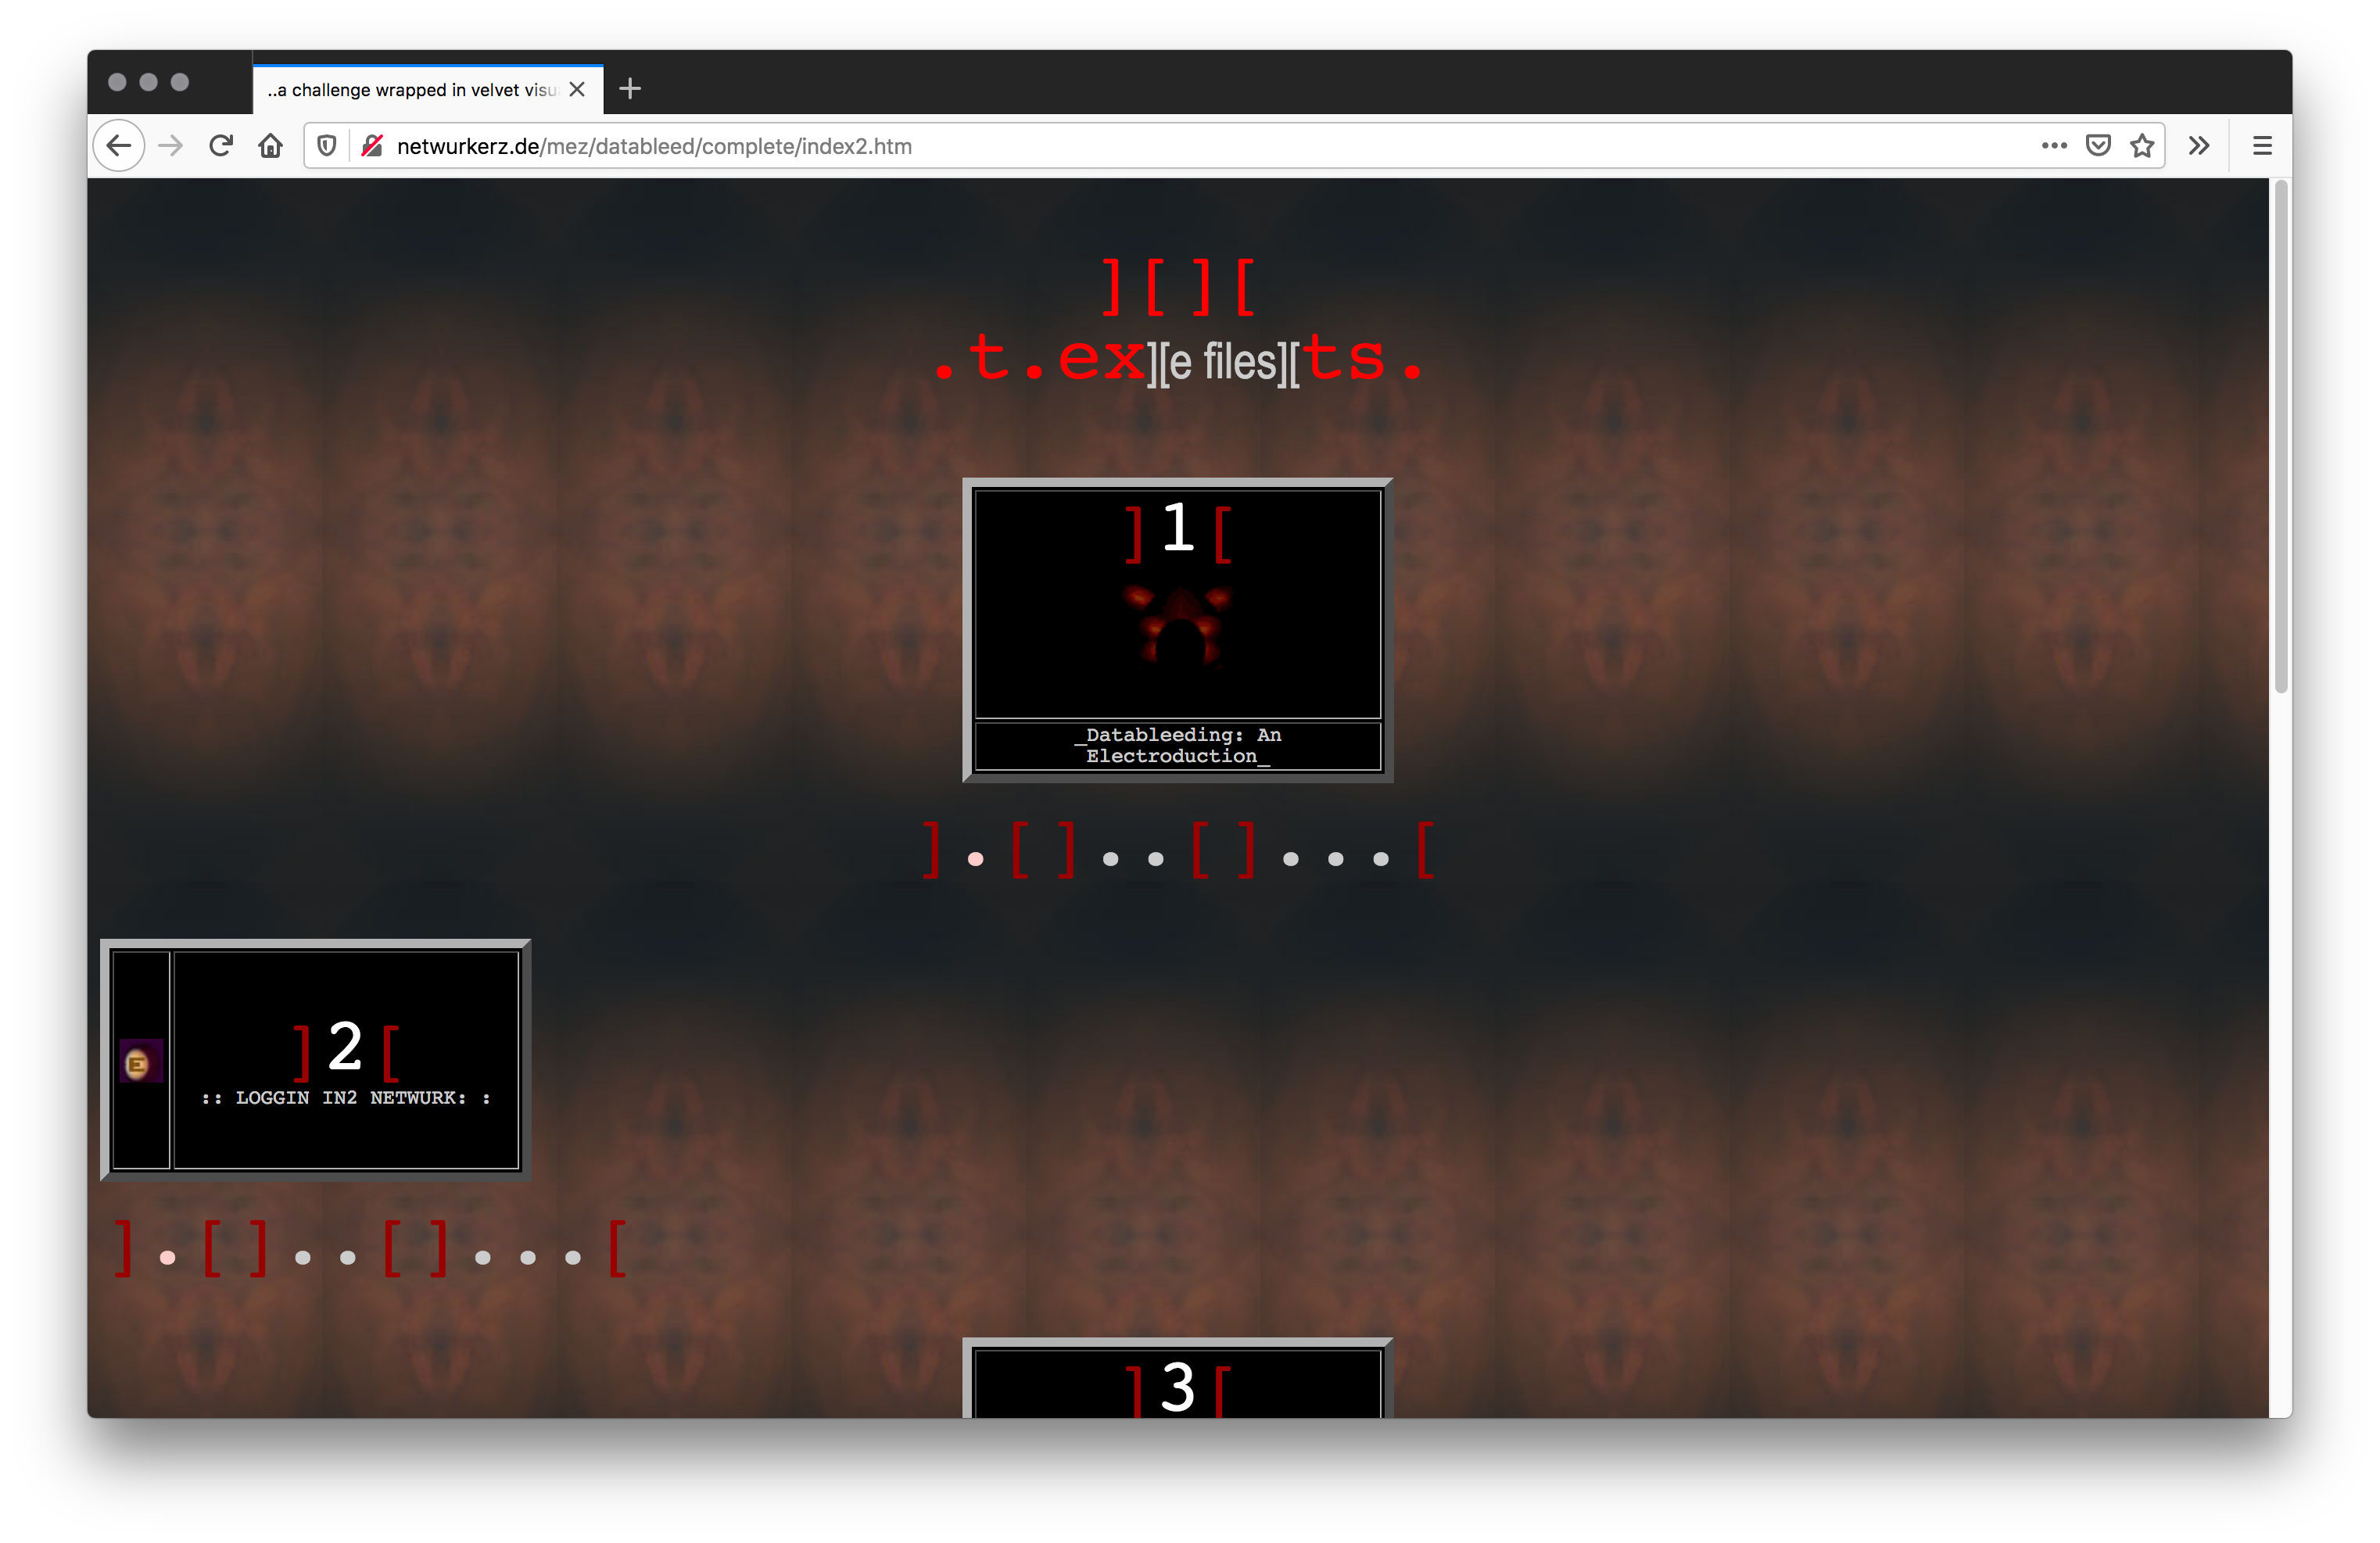 ..a challenge wrapped in velvet visu
netwurkerz.de/mez/datableed/complete/index2.htm
][][
.t.ex][e files][ts.
]1[
_Datableeding: An
Electroduction_
].[]..[]...[
E
]2[
:: LOGGIN IN2 NETWURK: :
].[]..[]...[
]3[